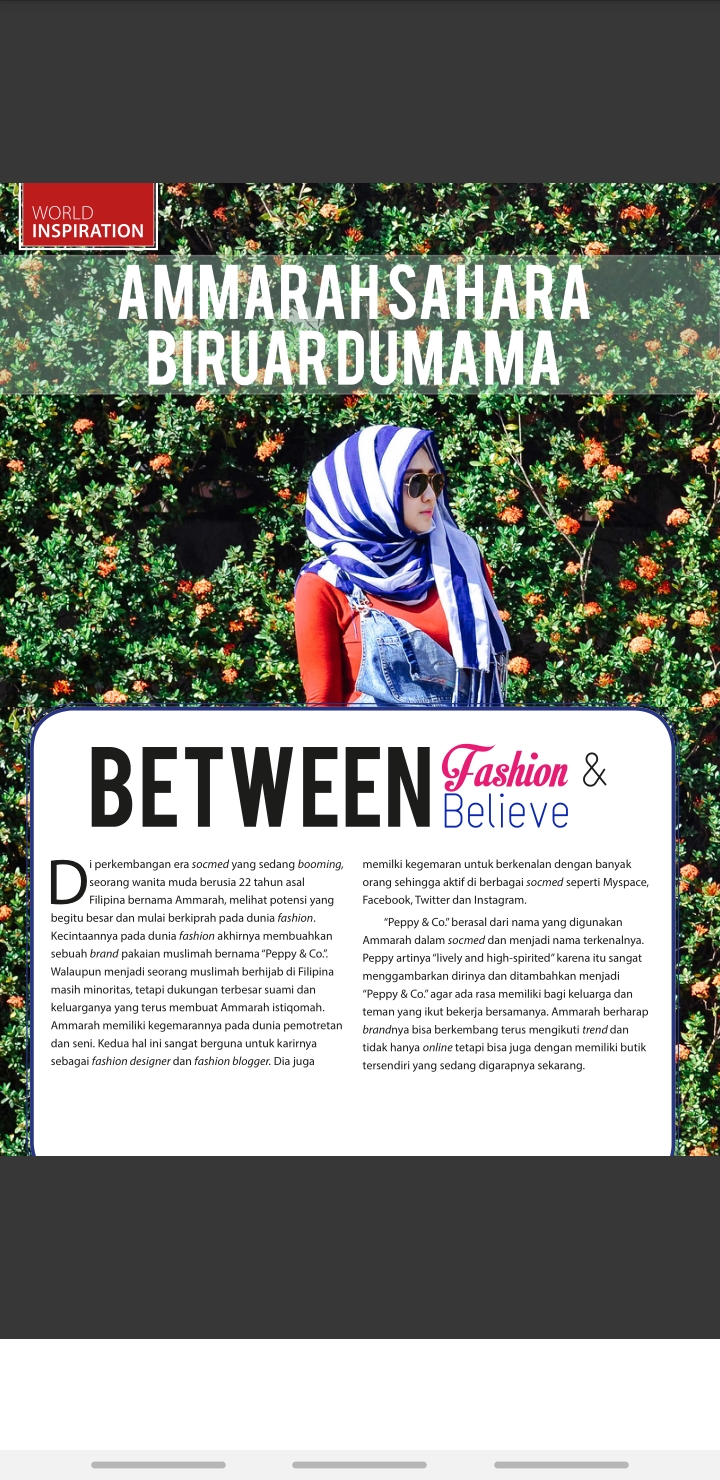 WORLD
INSPIRATION
AMMARAH SAHARA
BIRUAR DUMAMA
BETWEEN Fashion &
Believe
Di perkembangan era socmed yang sedang booming,
seorang wanita muda berusia 22 tahun asal
Filipina bernama Ammarah, melihat potensi yang
begitu besar dan mulai berkiprah pada dunia fashion.
Kecintaannya pada dunia fashion akhirnya membuahkan
sebuah brand pakaian muslimah bernama “Peppy & Co.”.
Walaupun menjadi seorang muslimah berhijab di Filipina
masih minoritas, tetapi dukungan terbesar suami dan
keluarganya yang terus membuat Ammarah istiqomah.
Ammarah memiliki kegemarannya pada dunia pemotretan
dan seni. Kedua hal ini sangat berguna untuk karirnya
sebagai fashion designer dan fashion blogger. Dia juga
memilki kegemaran untuk berkenalan dengan banyak
orang sehingga aktif di berbagai socmed seperti Myspace,
Facebook, Twitter dan Instagram.
“Peppy & Co.” berasal dari nama yang digunakan
Ammarah dalam socmed dan menjadi nama terkenalnya.
Peppy artinya “lively and high-spirited” karena itu sangat
menggambarkan dirinya dan ditambahkan menjadi
“Peppy & Co.” agar ada rasa memiliki bagi keluarga dan
teman yang ikut bekerja bersamanya. Ammarah berharap
brandnya bisa berkembang terus mengikuti trend dan
tidak hanya online tetapi bisa juga dengan memiliki butik
tersendiri yang sedang digarapnya sekarang.